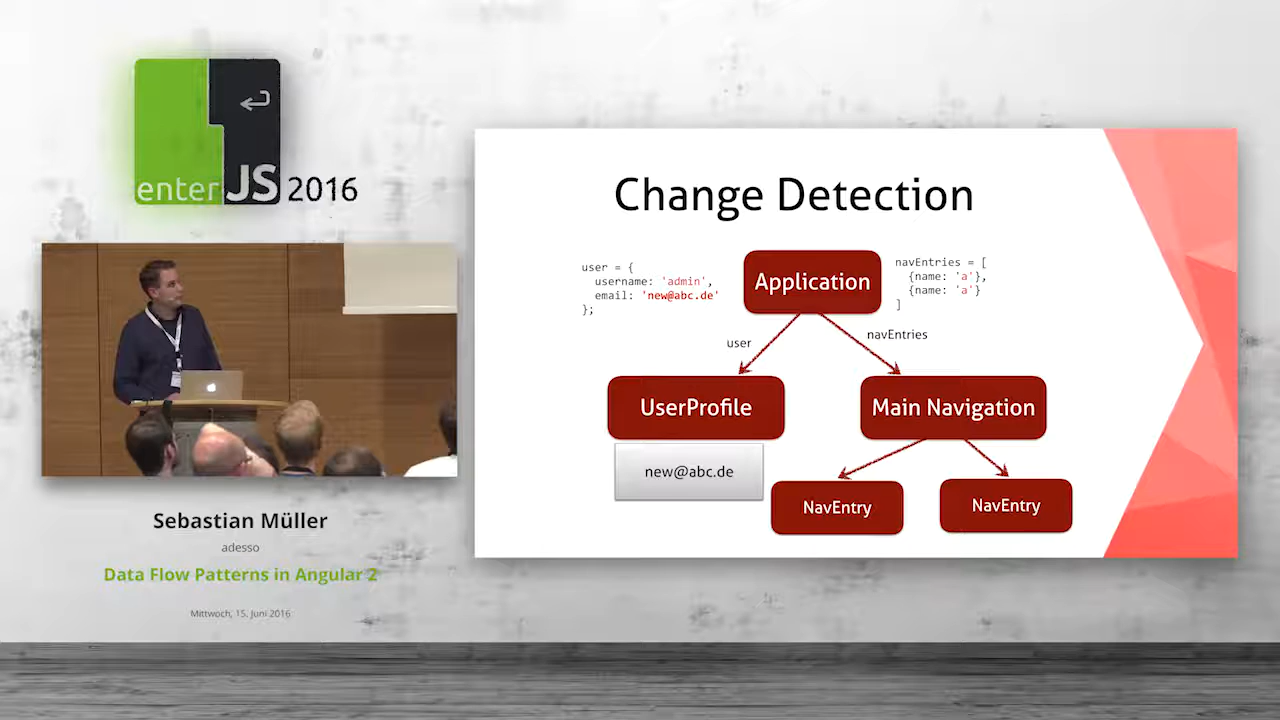 enterJS 2016
Sebastian Müller
adesso
Data Flow Patterns in Angular 2
Mittwoch, 15. Juni 2016
Change Detection
user = {
username: 'admin',
email: 'new@abc.de'
};
Application
navEntries = [
{name: 'a'},
{name: 'a'}
]
user
navEntries
UserProfile
Main Navigation
new@abc.de
NavEntry
NavEntry